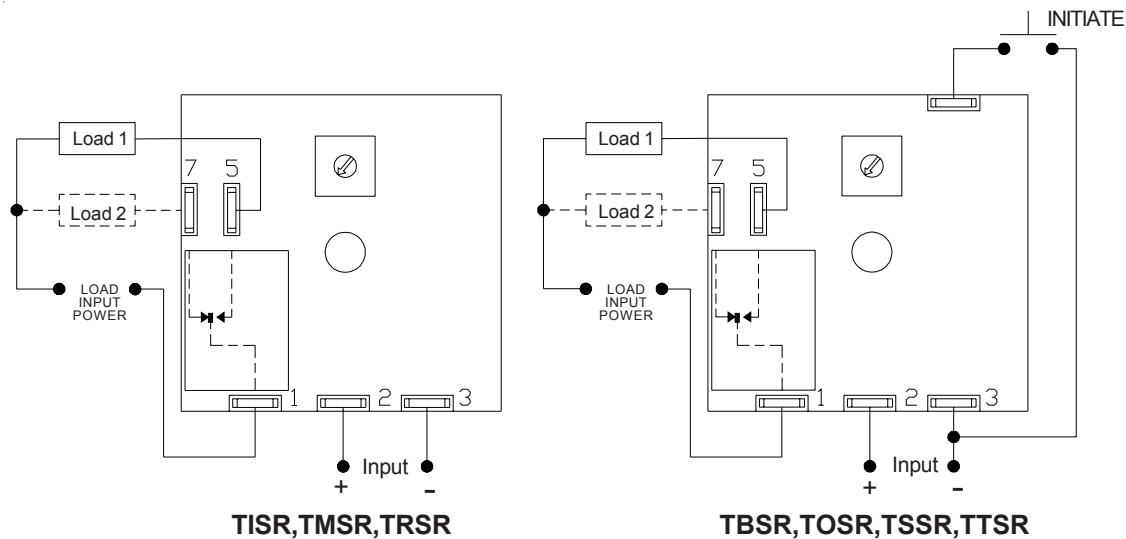 INITIATE
Load 1
7 5
Load 2
LOAD
INPUT
POWER
1 2 3
Input
+ -
TISR,TMSR,TRSR
Load 1
7 5
Load 2
LOAD
INPUT
POWER
1 2 3
Input
+ -
TBSR,TOSR,TSSR,TTSR